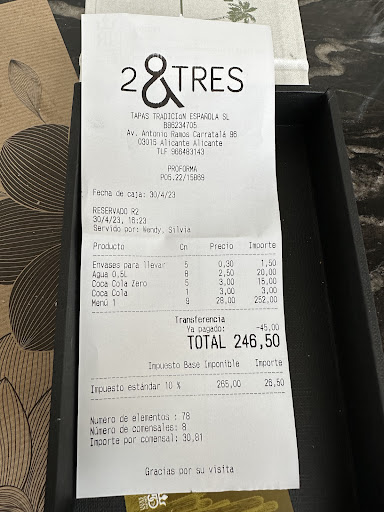 2&TRES
TAPAS TRADICIoN ESPAÑOLA SL
B86234705
Av. Antonio Ramos Carratalá 86
03015 Alicante Alicante
TLF 966463143
PROFORMA
P05.22/15869
Fecha de caja: 30/4/23
RESERVADO R2
30/4/23, 16:23
Servido por: Wendy, Silvia
Producto Cn Precio Importe
Envases para llevar 5 0,30 1,50
Agua 0,5L 8 2,50 20,00
Coca Cola Zero 5 3,00 15,00
Coca Cola 1 3,00 3,00
Menú 1 9 28,00 252,00
Transferencia
Ya pagado: -45,00
TOTAL 246,50
Impuesto Base Imponible Importe
Impuesto estándar 10 % 265,00 26,50
Numero de elementos : 78
Número de comensales: 8
Importe por comensal: 30,81
Gracias por su visita